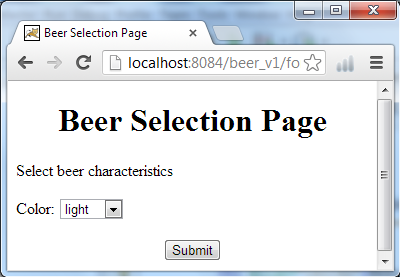 Beer Selection Page
localhost:8084/beer_v1/fo
Beer Selection Page
Select beer characteristics
Color: light
Submit